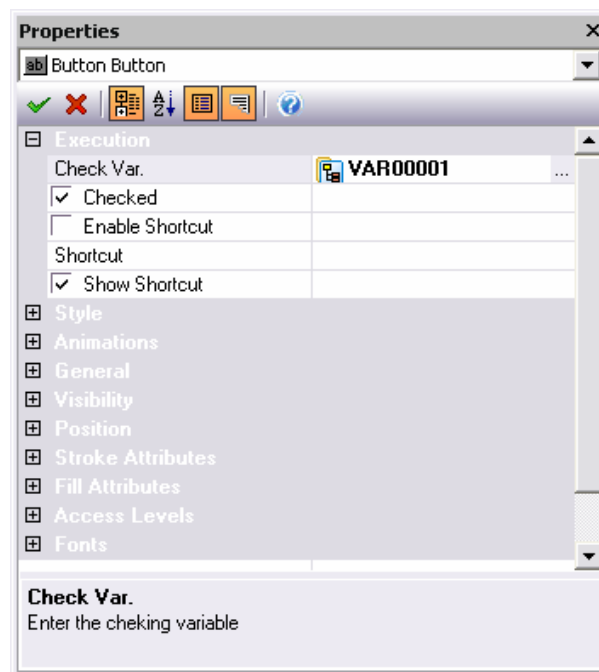 Properties
ab Button Button
Execution
Check Var. VAR00001 ...
Checked
Enable Shortcut
Shortcut
Show Shortcut
Style
Animations
General
Visibility
Position
Stroke Attributes
Fill Attributes
Access Levels
Fonts
Check Var.
Enter the cheking variable